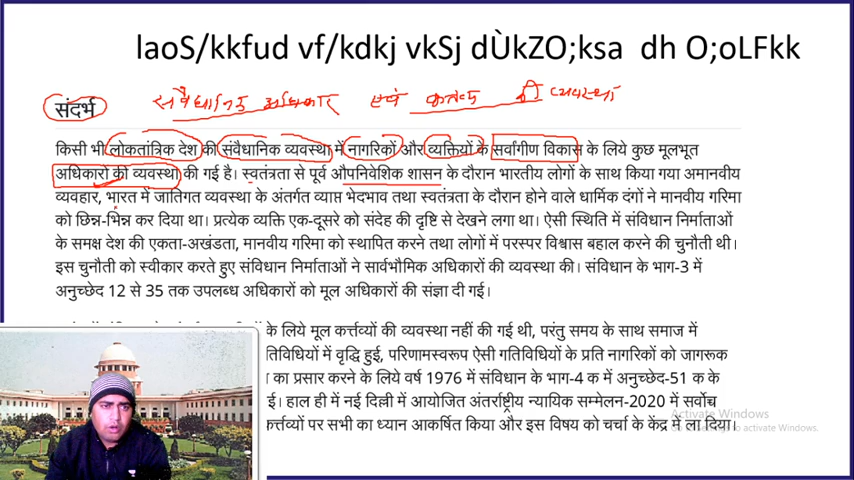 laoS/kkfud vf/kdkj vkSj dÙkZO;ksa dh O;oLFkk
संवैधानिक अधिकार एवं कर्तव्य की व्यवस्था
संदर्भ
किसी भी लोकतांत्रिक देश की संवैधानिक व्यवस्था में नागरिकों और व्यक्तियों के सर्वांगीण विकास के लिये कुछ मूलभूत
अधिकारों की व्यवस्था की गई है। स्वतंत्रता से पूर्व औपनिवेशिक शासन के दौरान भारतीय लोगों के साथ किया गया अमानवीय
व्यवहार, भारत में जातिगत व्यवस्था के अंतर्गत व्याप्त भेदभाव तथा स्वतंत्रता के दौरान होने वाले धार्मिक दंगों ने मानवीय गरिमा
को छिन्न-भिन्न कर दिया था। प्रत्येक व्यक्ति एक-दूसरे को संदेह की दृष्टि से देखने लगा था। ऐसी स्थिति में संविधान निर्माताओं
के समक्ष देश की एकता-अखंडता, मानवीय गरिमा को स्थापित करने तथा लोगों में परस्पर विश्वास बहाल करने की चुनौती थी।
इस चुनौती को स्वीकार करते हुए संविधान निर्माताओं ने सार्वभौमिक अधिकारों की व्यवस्था की। संविधान के भाग-3 में
अनुच्छेद 12 से 35 तक उपलब्ध अधिकारों को मूल अधिकारों की संज्ञा दी गई।
के लिये मूल कर्त्तव्यों की व्यवस्था नहीं की गई थी, परंतु समय के साथ समाज में
तिविधियों में वृद्धि हुई, परिणामस्वरूप ऐसी गतिविधियों के प्रति नागरिकों को जागरूक
का प्रसार करने के लिये वर्ष 1976 में संविधान के भाग-4 क में अनुच्छेद-51 क के
ई। हाल ही में नई दिल्ली में आयोजित अंतर्राष्ट्रीय न्यायिक सम्मेलन-2020 में सर्वोच्च
कर्त्तव्यों पर सभी का ध्यान आकर्षित किया और इस विषय को चर्चा के केंद्र में ला दिया।
Activate Windows
to activate Windows.